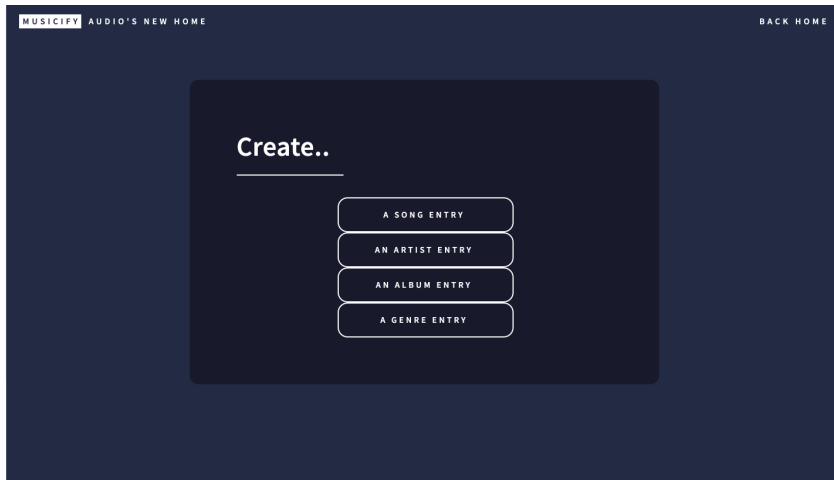 MUSICIFY AUDIO'S NEW HOME
BACK HOME
Create..
A SONG ENTRY
AN ARTIST ENTRY
AN ALBUM ENTRY
A GENRE ENTRY